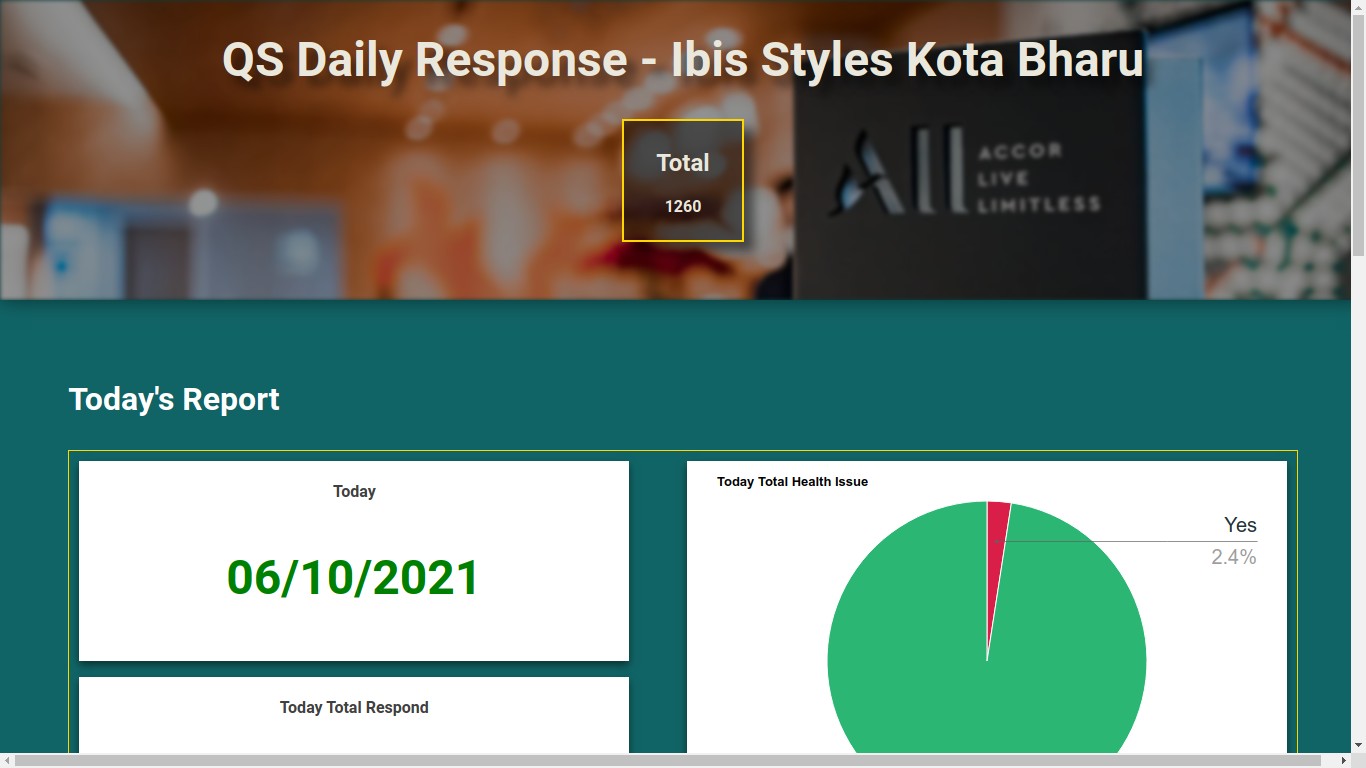 QS Daily Response - Ibis Styles Kota Bharu
Total
1260
All
ACCOR
LIVE
LIMITLESS
Today's Report
Today
06/10/2021
Today Total Respond
Today Total Health Issue
Yes
2.4%